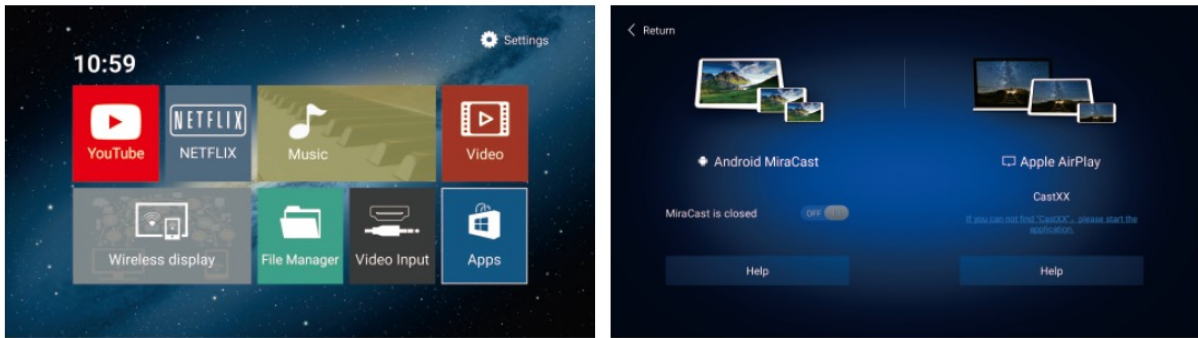 Settings
10:59
YouTube
NETFLIX
NETFLIX
Music
Video
Wireless display
File Manager
Video Input
Apps
Return
Android MiraCast
Apple AirPlay
CastXX
MiraCast is closed
OFF
If you can not find "CastXX", please start the
application.
Help
Help